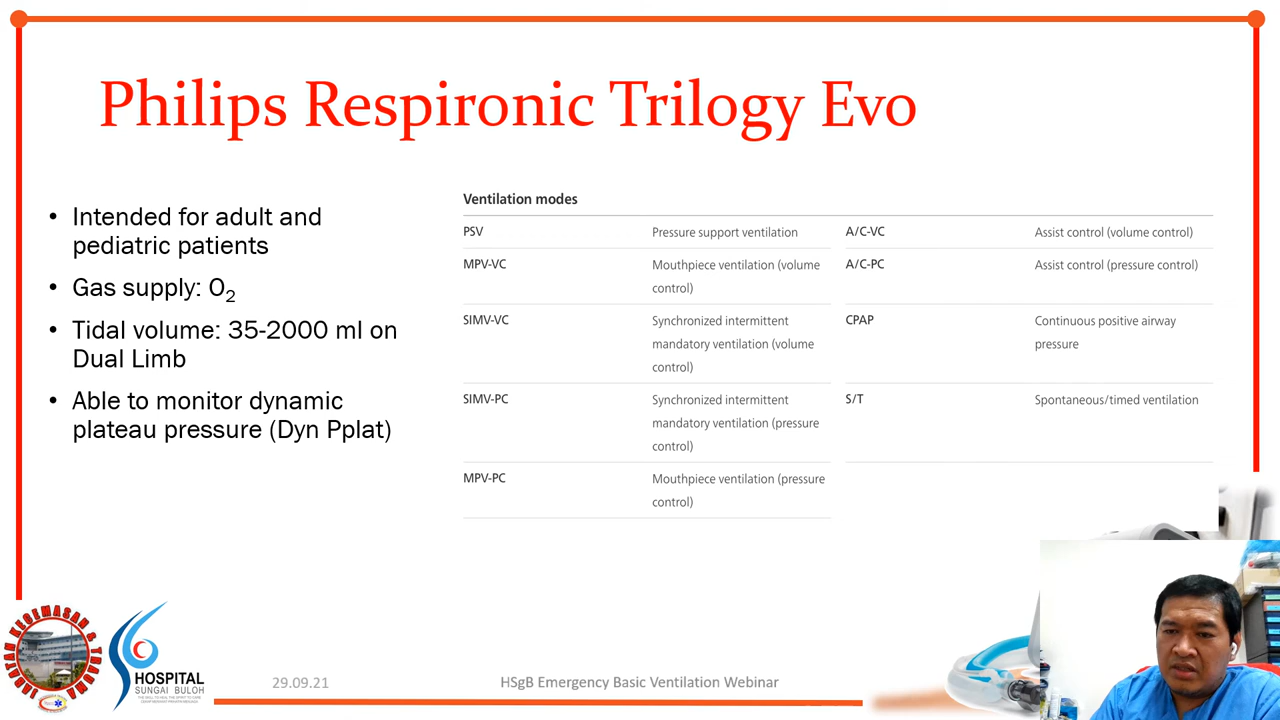 Philips Respironic Trilogy Evo
• Intended for adult and
pediatric patients
• Gas supply: O2
• Tidal volume: 35-2000 ml on
Dual Limb
• Able to monitor dynamic
plateau pressure (Dyn Pplat)
Ventilation modes
PSV Pressure support ventilation A/C-VC Assist control (volume control)
MPV-VC Mouthpiece ventilation (volume A/C-PC Assist control (pressure control)
control)
SIMV-VC Synchronized intermittent CPAP Continuous positive airway
mandatory ventilation (volume pressure
control)
SIMV-PC Synchronized intermittent S/T Spontaneous/timed ventilation
mandatory ventilation (pressure
control)
MPV-PC Mouthpiece ventilation (pressure
control)
JABATAN KECEMASAN & TRAUMA
HOSPITAL
SUNGAI BULOH
29.09.21
HSgB Emergency Basic Ventilation Webinar